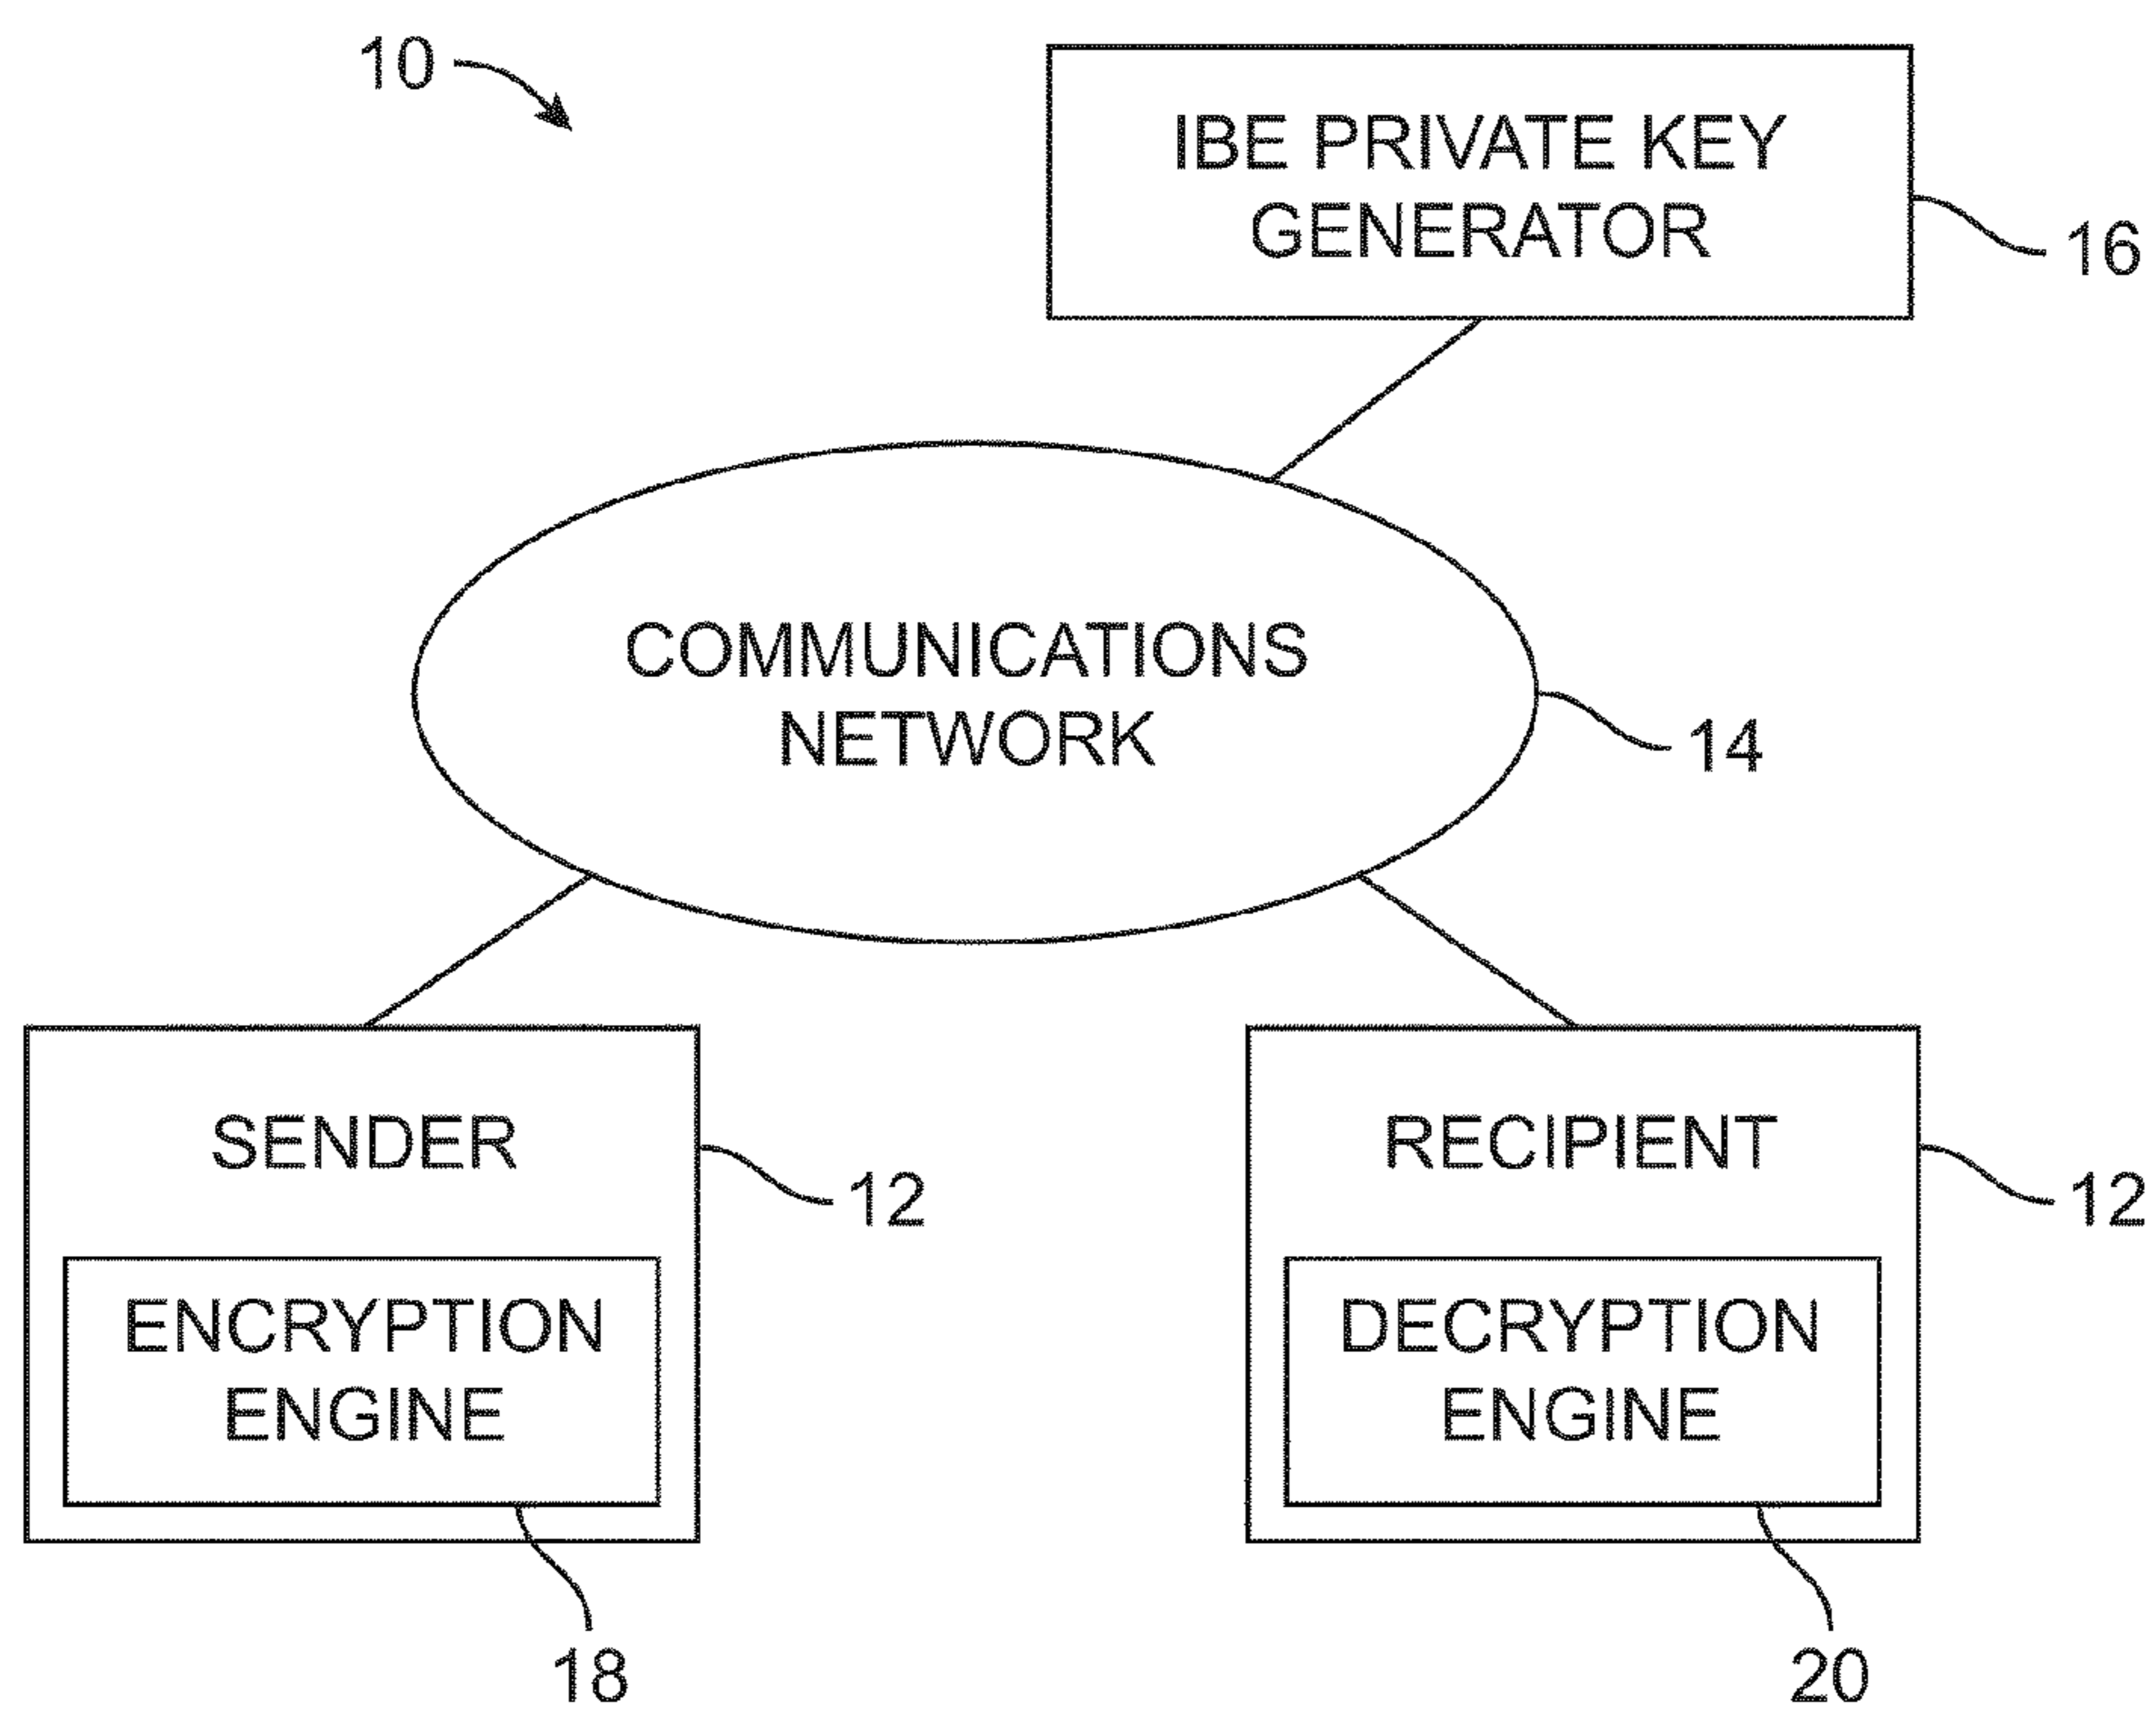 10
IBE PRIVATE KEY
GENERATOR
16
COMMUNICATIONS
NETWORK
14
SENDER
12
ENCRYPTION
ENGINE
18
RECIPIENT
12
DECRYPTION
ENGINE
20